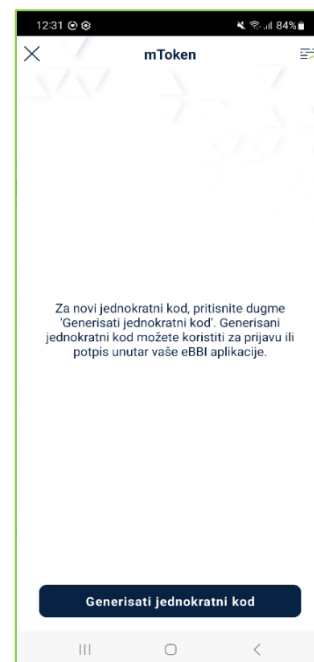 12:31 84%
mToken
Za novi jednokratni kod, pritisnite dugme
'Generisati jednokratni kod'. Generisani
jednokratni kod možete koristiti za prijavu ili
potpis unutar vaše eBBI aplikacije.
Generisati jednokratni kod